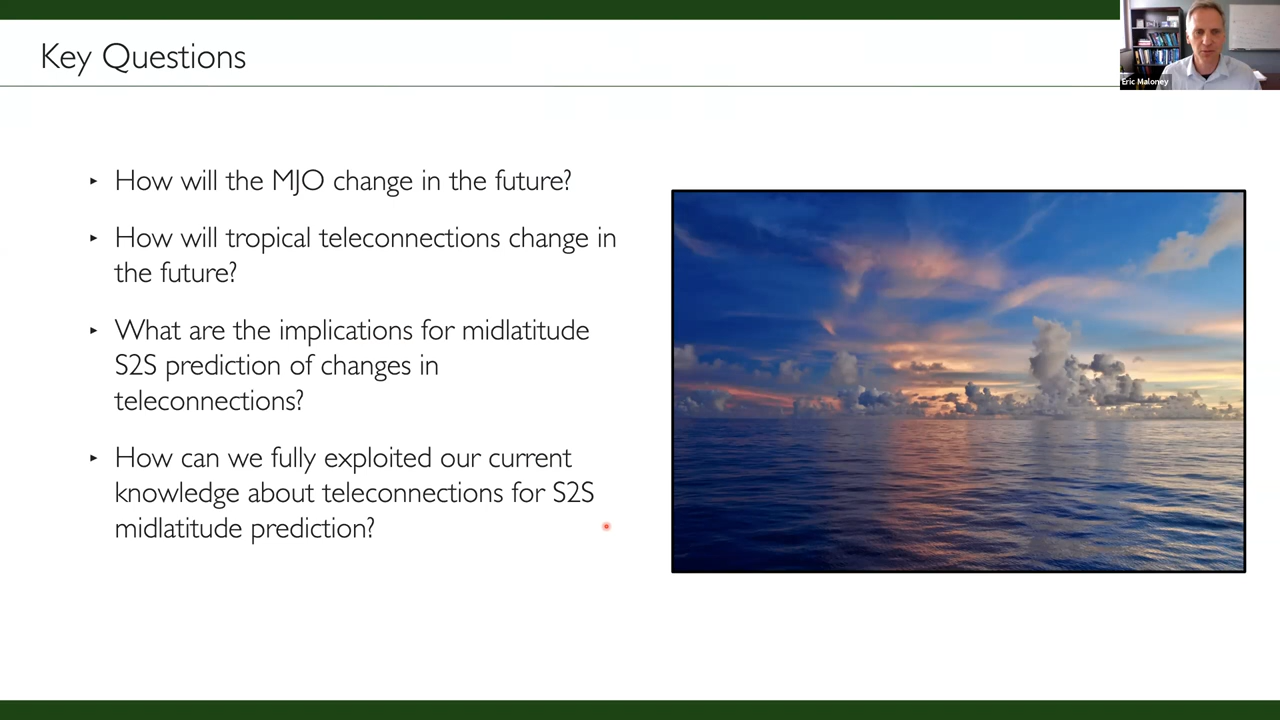 Key Questions
Eric Maloney
How will the MJO change in the future?
How will tropical teleconnections change in
the future?
What are the implications for midlatitude
S2S prediction of changes in
teleconnections?
How can we fully exploited our current
knowledge about teleconnections for S2S
midlatitude prediction?